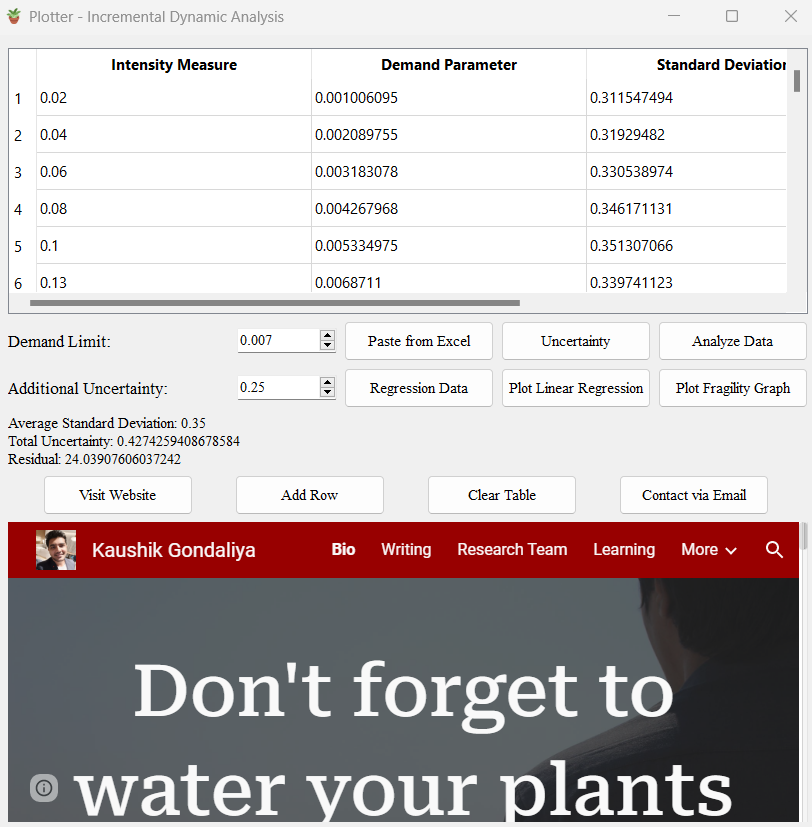 Plotter - Incremental Dynamic Analysis
Intensity Measure Demand Parameter Standard Deviation
1 0.02 0.001006095 0.311547494
2 0.04 0.002089755 0.31929482
3 0.06 0.003183078 0.330538974
4 0.08 0.004267968 0.346171131
5 0.1 0.005334975 0.351307066
6 0.13 0.0068711 0.339741123
Demand Limit: 0.007 Paste from Excel Uncertainty Analyze Data
Additional Uncertainty: 0.25 Regression Data Plot Linear Regression Plot Fragility Graph
Average Standard Deviation: 0.35
Total Uncertainty: 0.4274259408678584
Residual: 24.03907606037242
Visit Website Add Row Clear Table Contact via Email
Kaushik Gondaliya Bio Writing Research Team Learning More
Don't forget to
water your plants